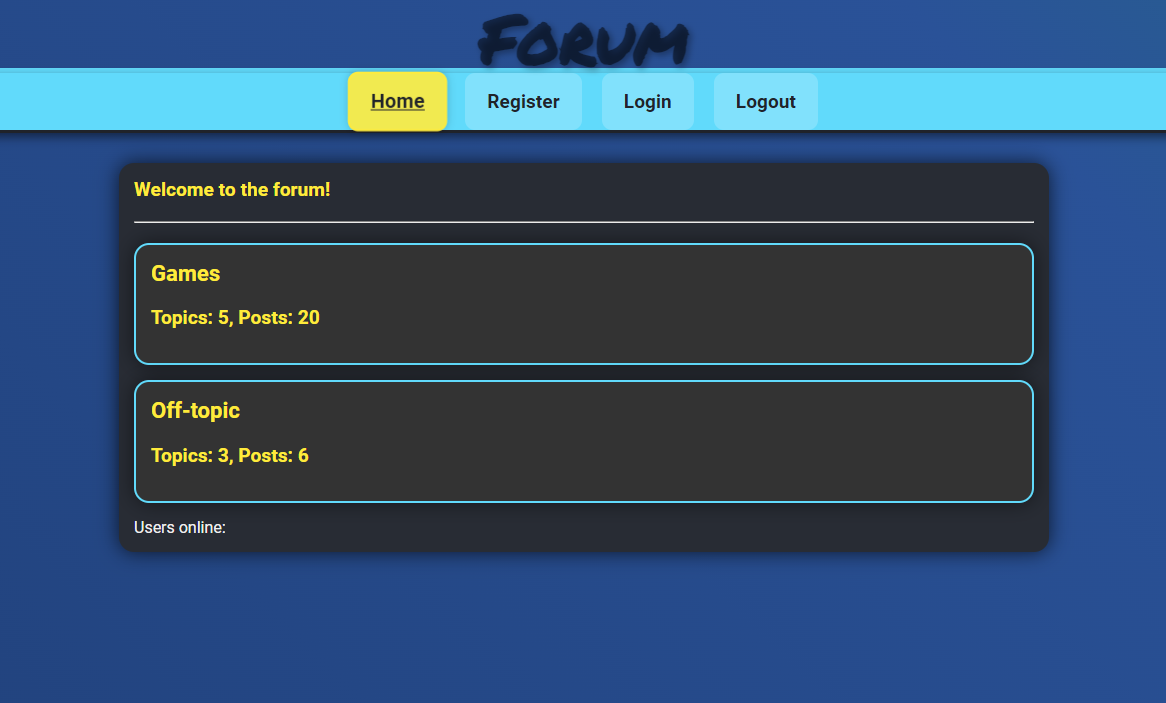 Forum
Home Register Login Logout
Welcome to the forum!
Games
Topics: 5, Posts: 20
Off-topic
Topics: 3, Posts: 6
Users online: